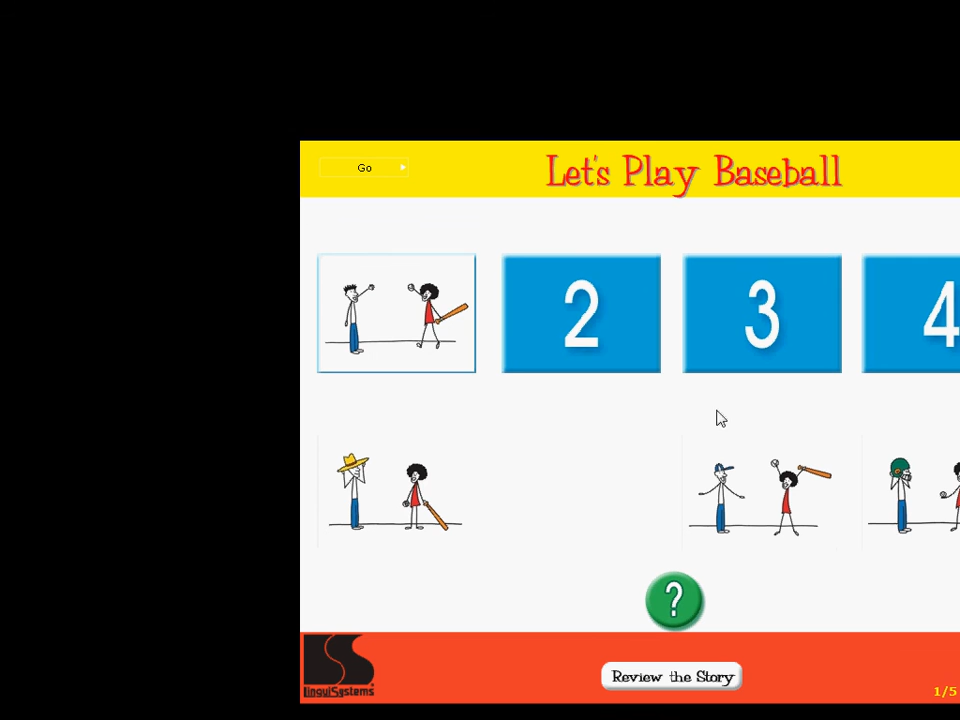 Go
Let's Play Baseball
2
3
4
?
LinguiSystems
Review the Story
1/5